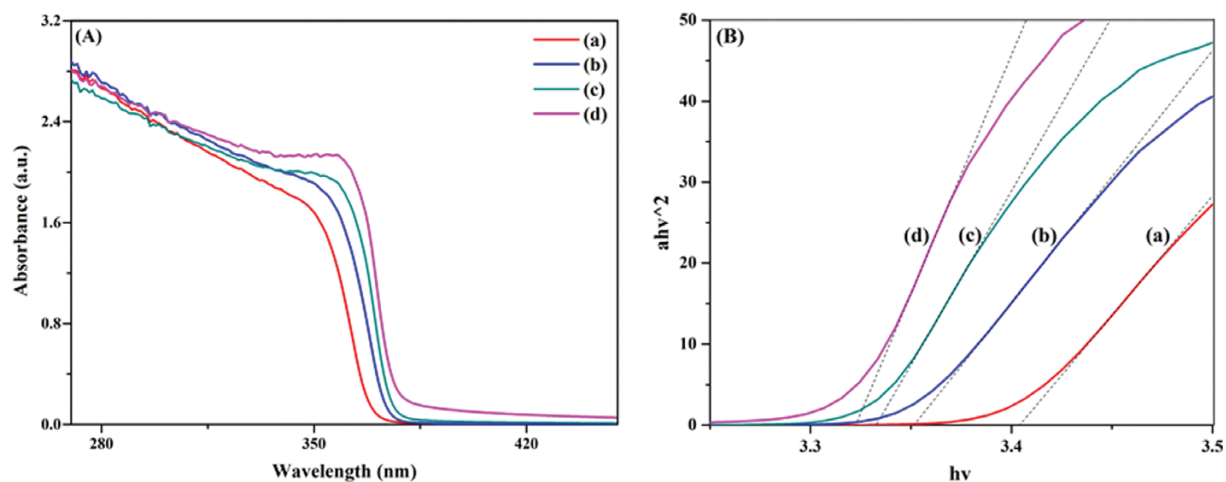 (A)
(a)
(b)
(c)
(d)
3.2
2.4
1.6
0.8
0.0
280
350
420
Absorbance (a.u.)
Wavelength (nm)
(B)
50
40
30
20
10
0
(d)
(c)
(b)
(a)
3.3
3.4
3.5
ahv^2
hv